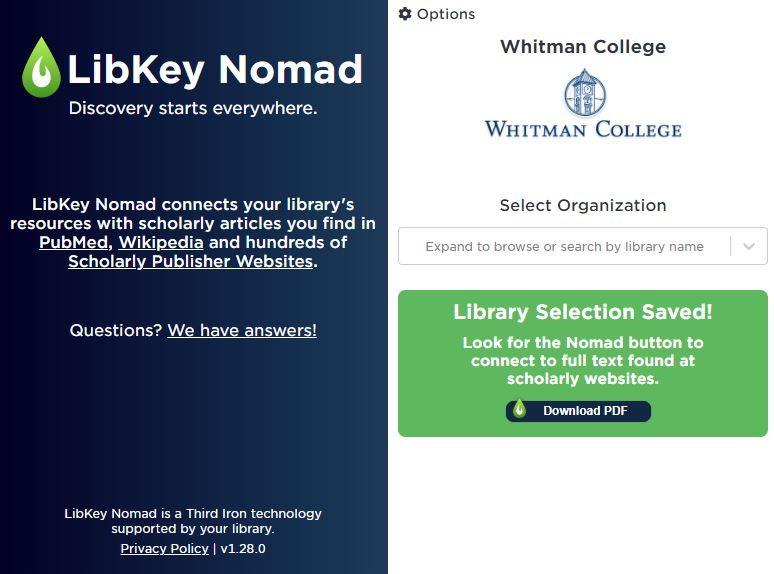 LibKey Nomad
Discovery starts everywhere.
LibKey Nomad connects your library's
resources with scholarly articles you find in
PubMed, Wikipedia and hundreds of
Scholarly Publisher Websites.
Questions? We have answers!
LibKey Nomad is a Third Iron technology
supported by your library.
Privacy Policy | v1.28.0
Options
Whitman College
WHITMAN COLLEGE
Select Organization
Expand to browse or search by library name
Library Selection Saved!
Look for the Nomad button to
connect to full text found at
scholarly websites.
Download PDF